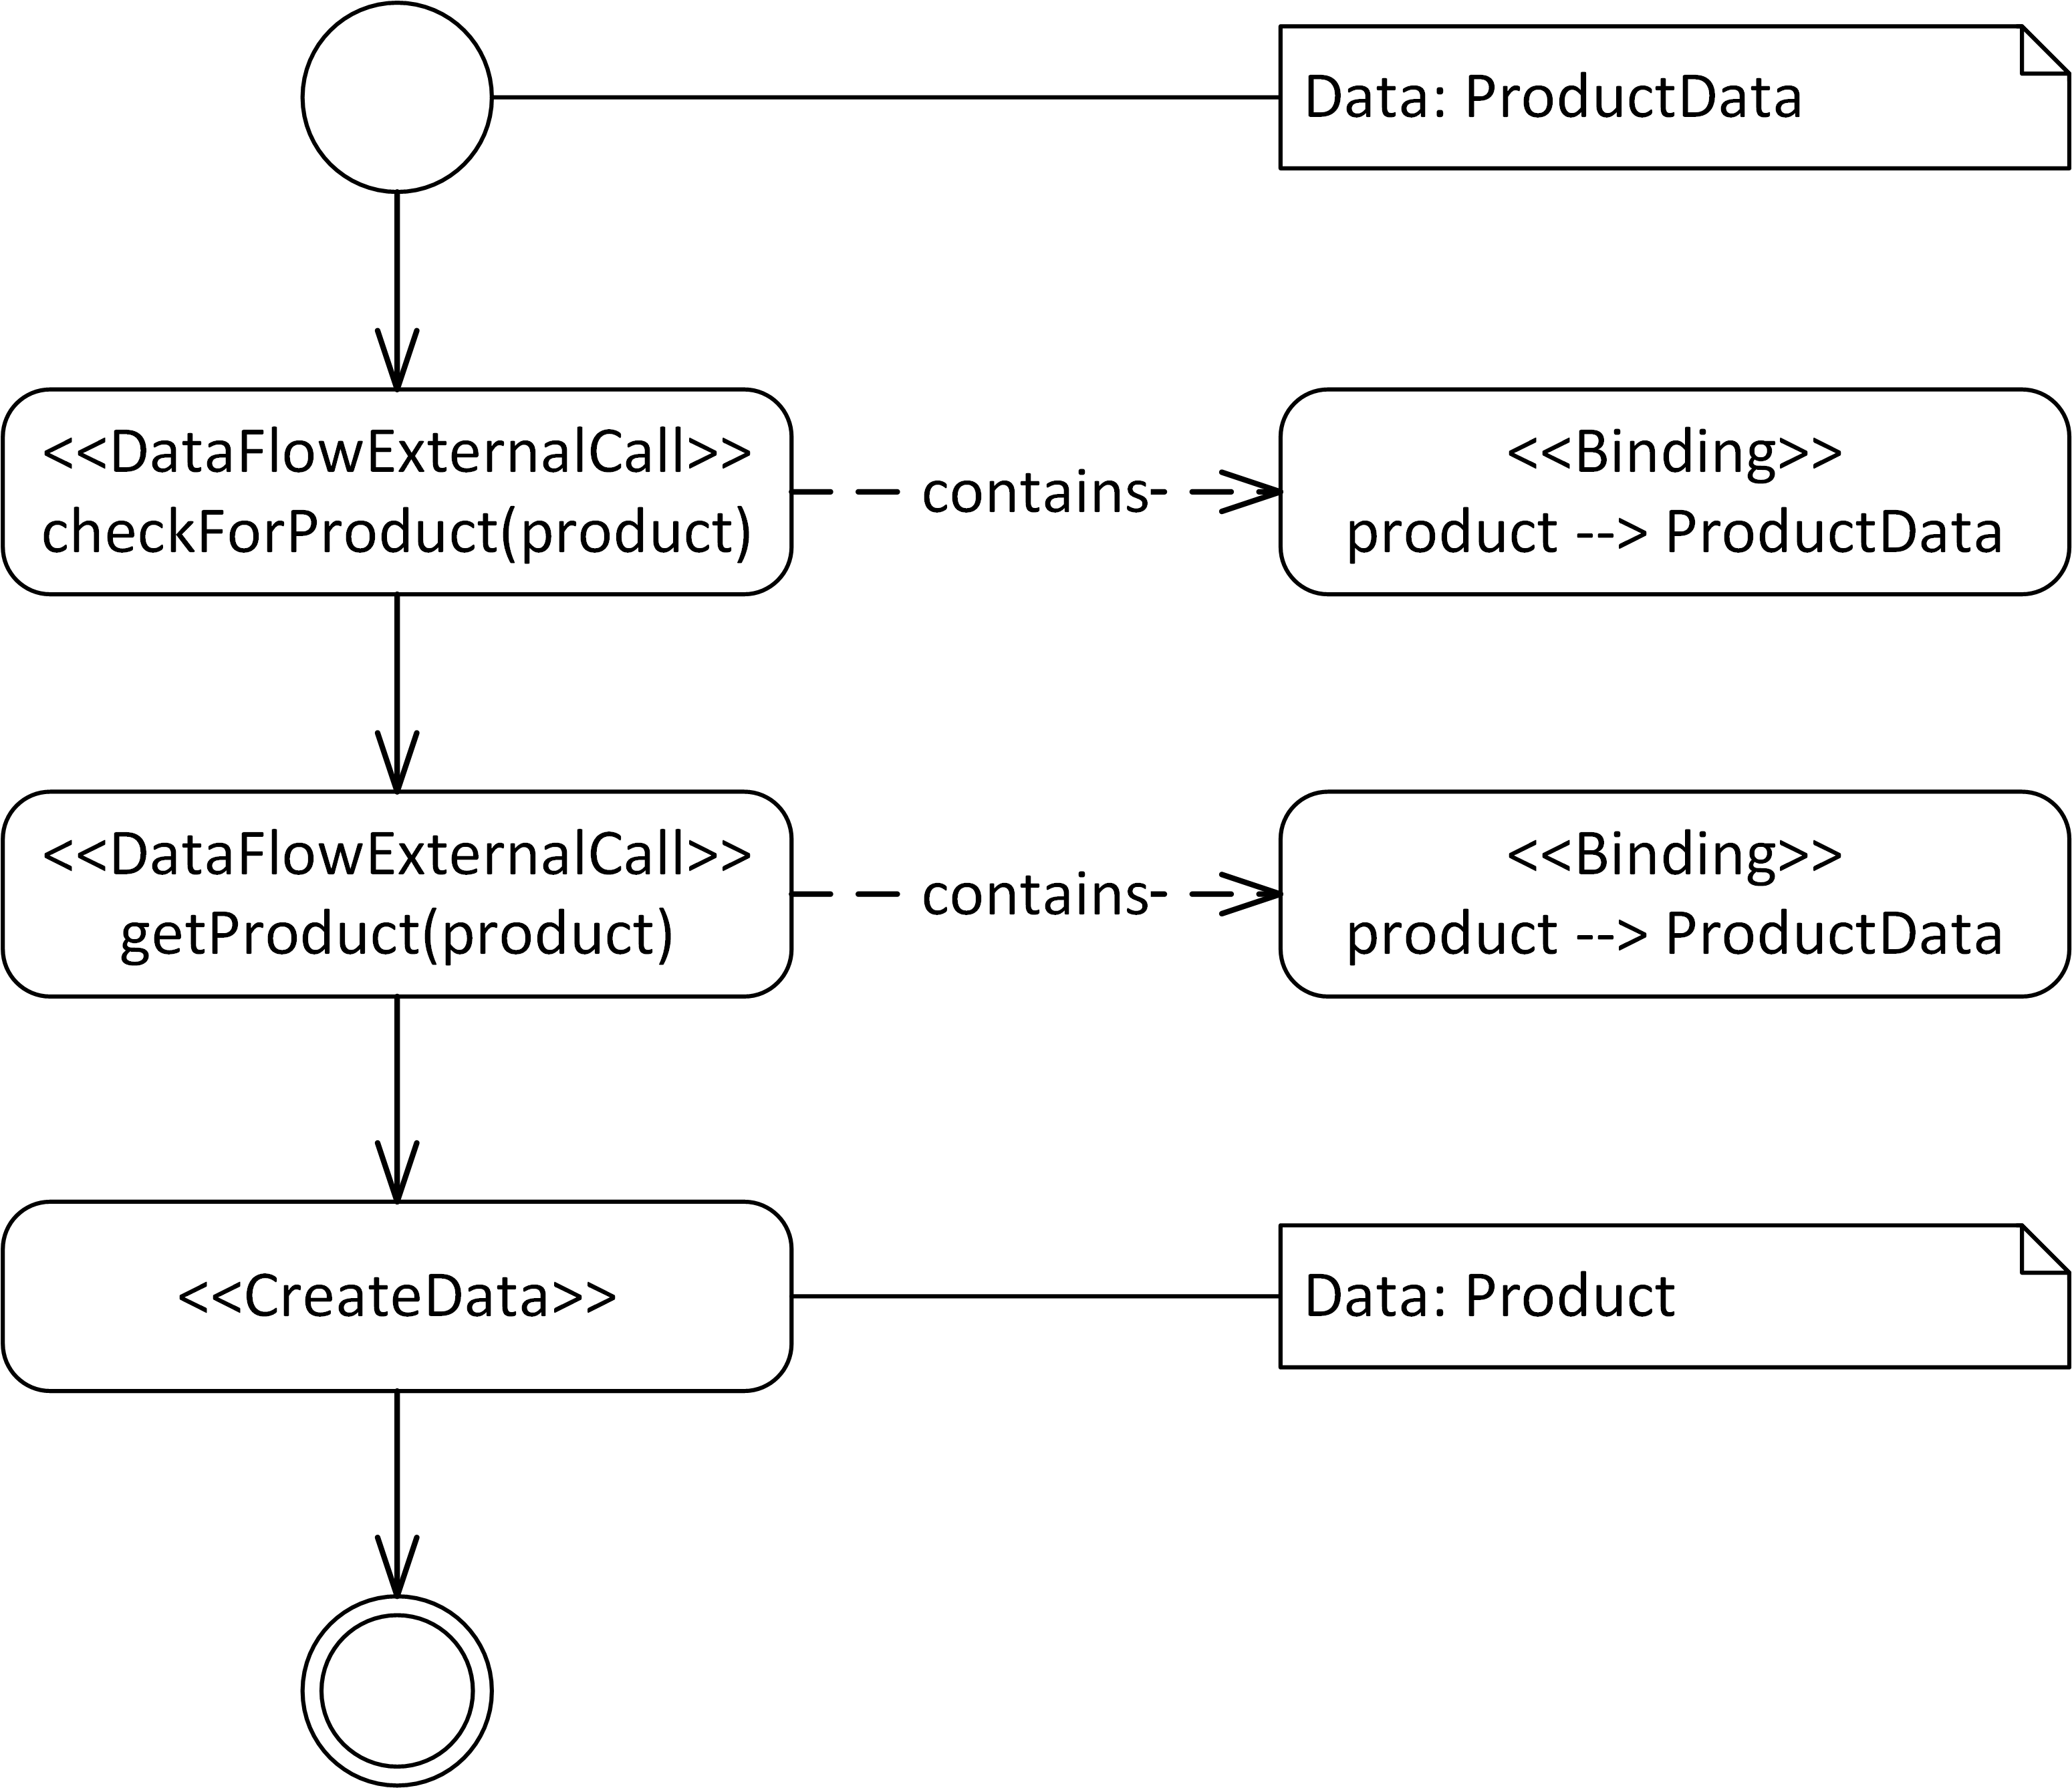 Data: ProductData
<<DataFlowExternalCall>>
checkForProduct(product)
contains
<<Binding>>
product --> ProductData
<<DataFlowExternalCall>>
getProduct(product)
contains
<<Binding>>
product --> ProductData
<<CreateData>>
Data: Product